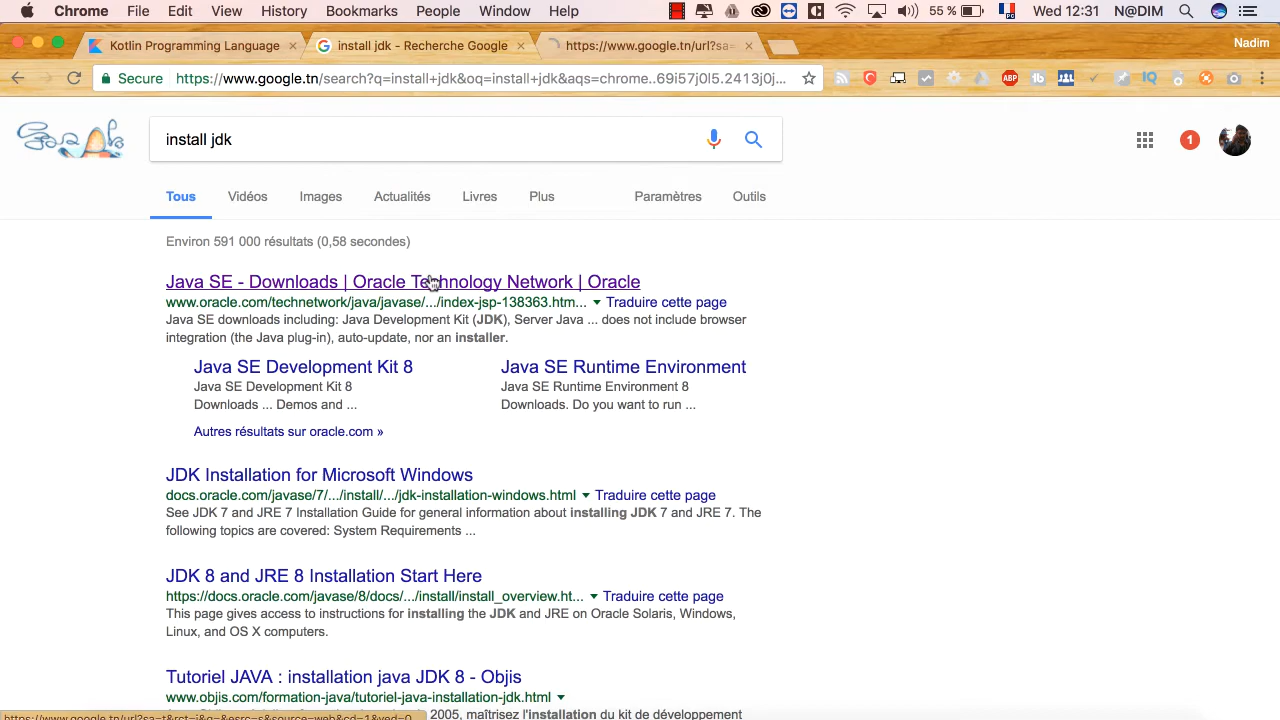 Chrome File Edit View History Bookmarks People Window Help 55 % Wed 12:31 N@DIM
Kotlin Programming Language × install jdk - Recherche Google × https://www.google.tn/url?sa= × Nadim
Secure https://www.google.tn/search?q=install+jdk&oq=install+jdk&aqs=chrome..69i57j0l5.2413j0j... ABP IQ
install jdk 1
Tous Vidéos Images Actualités Livres Plus Paramètres Outils
Environ 591 000 résultats (0,58 secondes)
Java SE - Downloads | Oracle Technology Network | Oracle
www.oracle.com/technetwork/java/javase/.../index-jsp-138363.htm... Traduire cette page
Java SE downloads including: Java Development Kit (JDK), Server Java ... does not include browser
integration (the Java plug-in), auto-update, nor an installer.
Java SE Development Kit 8 Java SE Runtime Environment
Java SE Development Kit 8 Java SE Runtime Environment 8
Downloads ... Demos and ... Downloads. Do you want to run ...
Autres résultats sur oracle.com »
JDK Installation for Microsoft Windows
docs.oracle.com/javase/7/.../install/.../jdk-installation-windows.html Traduire cette page
See JDK 7 and JRE 7 Installation Guide for general information about installing JDK 7 and JRE 7. The
following topics are covered: System Requirements ...
JDK 8 and JRE 8 Installation Start Here
https://docs.oracle.com/javase/8/docs/.../install/install_overview.ht... Traduire cette page
This page gives access to instructions for installing the JDK and JRE on Oracle Solaris, Windows,
Linux, and OS X computers.
Tutoriel JAVA : installation java JDK 8 - Objis
www.objis.com/formation-java/tutoriel-java-installation-jdk.html
2005, maîtrisez l'installation du kit de développement